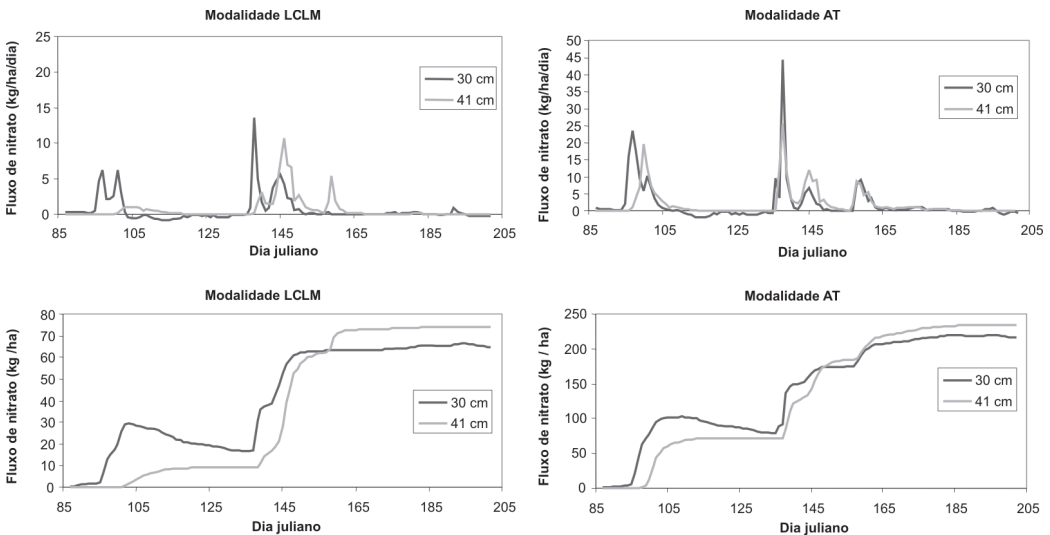 Modalidade LCLM
Fluxo de nitrato (kg/ha/dia)
25
20
15
10
5
0
85 105 125 145 165 185 205
Dia juliano
30 cm
41 cm
Modalidade AT
Fluxo de nitrato (kg/ha/dia)
50
45
40
35
30
25
20
15
10
5
0
85 105 125 145 165 185 205
Dia juliano
30 cm
41 cm
Modalidade LCLM
Fluxo de nitrato (kg /ha)
80
70
60
50
40
30
20
10
0
85 105 125 145 165 185 205
Dia juliano
30 cm
41 cm
Modalidade AT
Fluxo de nitrato (kg / ha)
250
200
150
100
50
0
85 105 125 145 165 185 205
Dia juliano
30 cm
41 cm